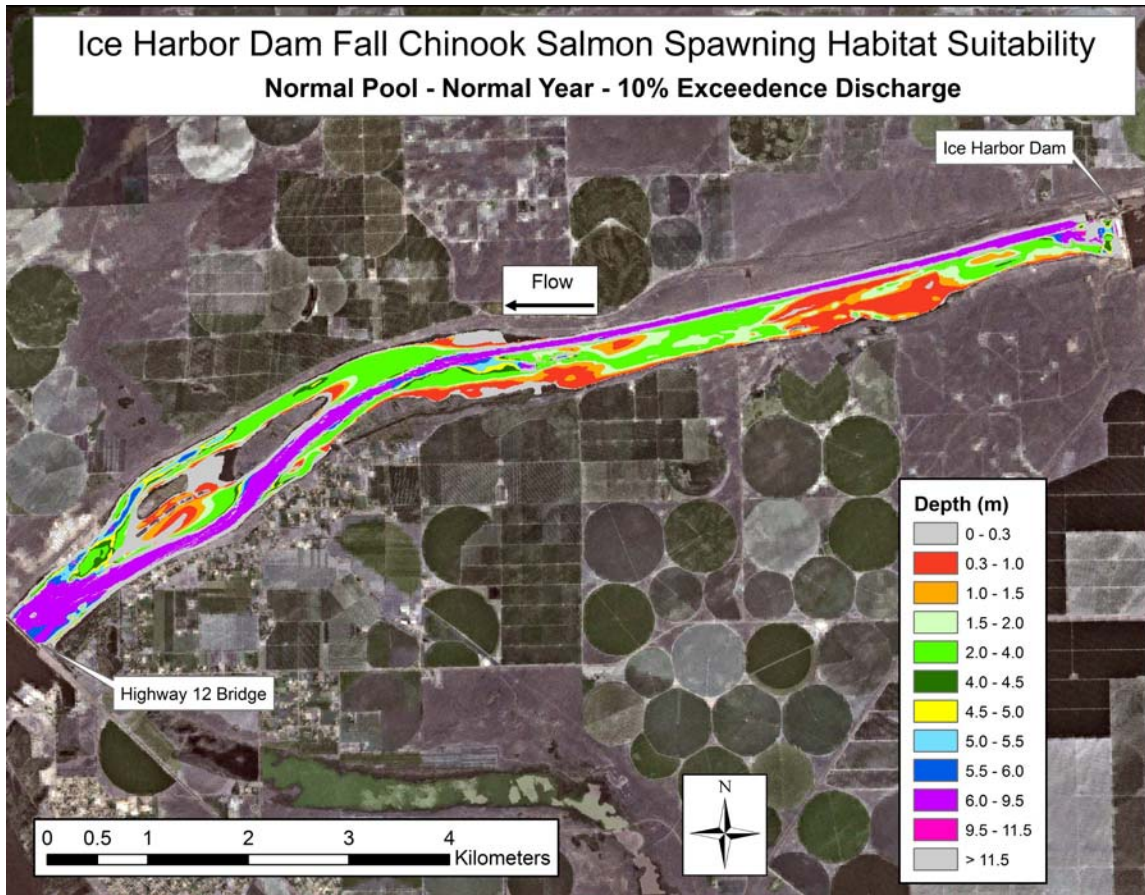 Ice Harbor Dam Fall Chinook Salmon Spawning Habitat Suitability
Normal Pool - Normal Year - 10% Exceedence Discharge
Ice Harbor Dam
Flow
Highway 12 Bridge
Depth (m)
0 - 0.3
0.3 - 1.0
1.0 - 1.5
1.5 - 2.0
2.0 - 4.0
4.0 - 4.5
4.5 - 5.0
5.0 - 5.5
5.5 - 6.0
6.0 - 9.5
9.5 - 11.5
> 11.5
N
0 0.5 1 2 3 4
Kilometers